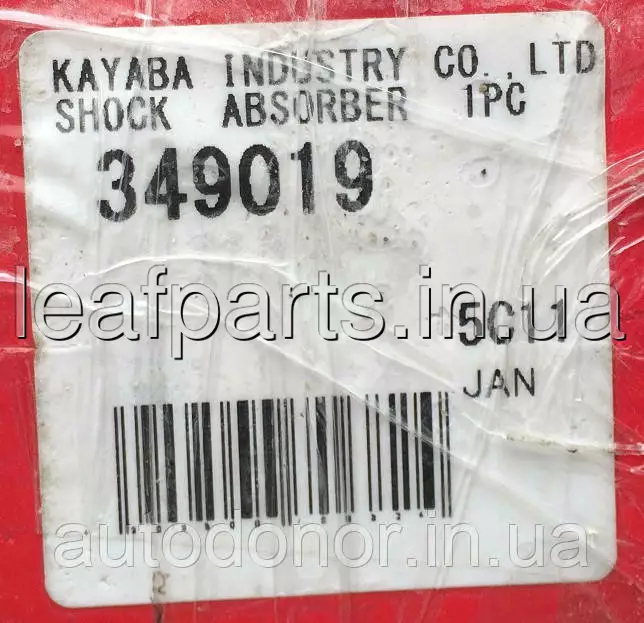 KAYABA INDUSTRY CO.,LTD
SHOCK ABSORBER 1PC
349019
leafparts.in.ua
5C11
JAN
autodonor.in.ua